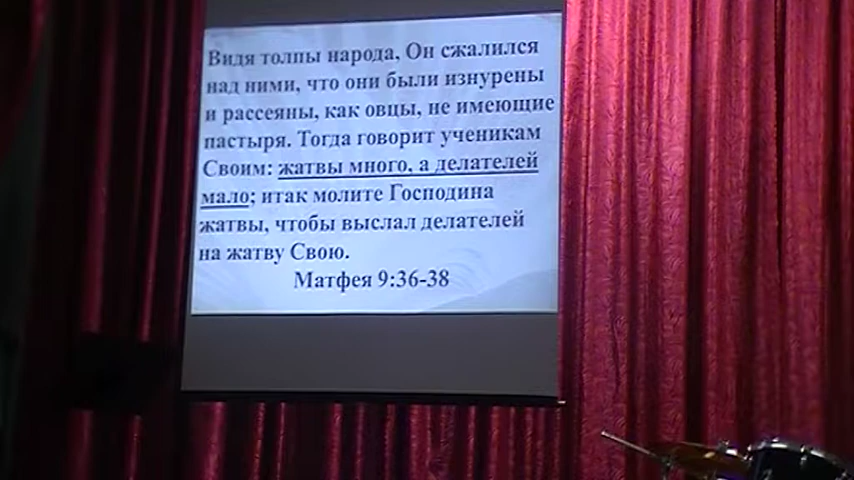 Видя толпы народа, Он сжалился
над ними, что они были изнурены
и рассеяны, как овцы, не имеющие
пастыря. Тогда говорит ученикам
Своим: жатвы много, а делателей
мало; итак молите Господина
жатвы, чтобы выслал делателей
на жатву Свою.
Матфея 9:36-38